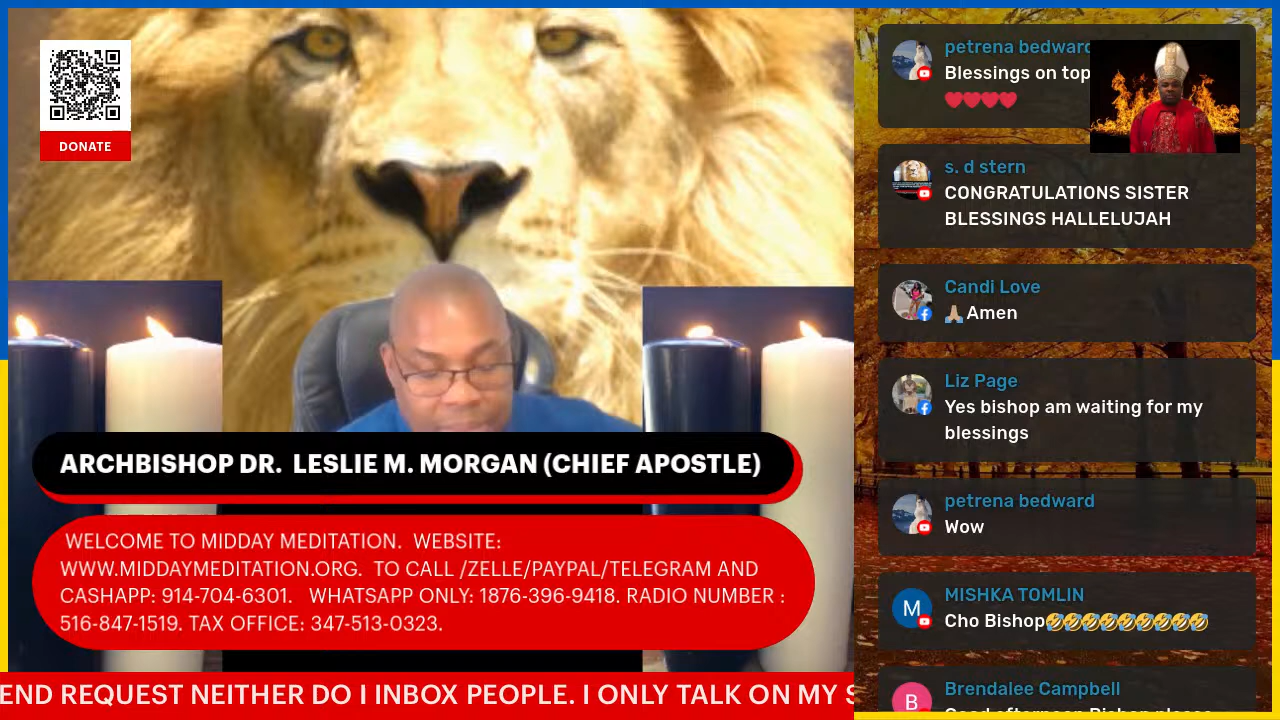 DONATE
ARCHBISHOP DR. LESLIE M. MORGAN (CHIEF APOSTLE)
WELCOME TO MIDDAY MEDITATION. WEBSITE:
WWW.MIDDAYMEDITATION.ORG. TO CALL /ZELLE/PAYPAL/TELEGRAM AND
CASHAPP: 914-704-6301. WHATSAPP ONLY: 1876-396-9418. RADIO NUMBER :
516-847-1519. TAX OFFICE: 347-513-0323.
END REQUEST NEITHER DO I INBOX PEOPLE. I ONLY TALK ON MY S
petrena bedward
Blessings on top
❤❤❤❤
s. d stern
CONGRATULATIONS SISTER
BLESSINGS HALLELUJAH
Candi Love
🙏🏽Amen
Liz Page
Yes bishop am waiting for my
blessings
petrena bedward
Wow
M
MISHKA TOMLIN
Cho Bishop🤣🤣🤣🤣🤣🤣🤣🤣🤣
B
Brendalee Campbell
Good afternoon Bishop please